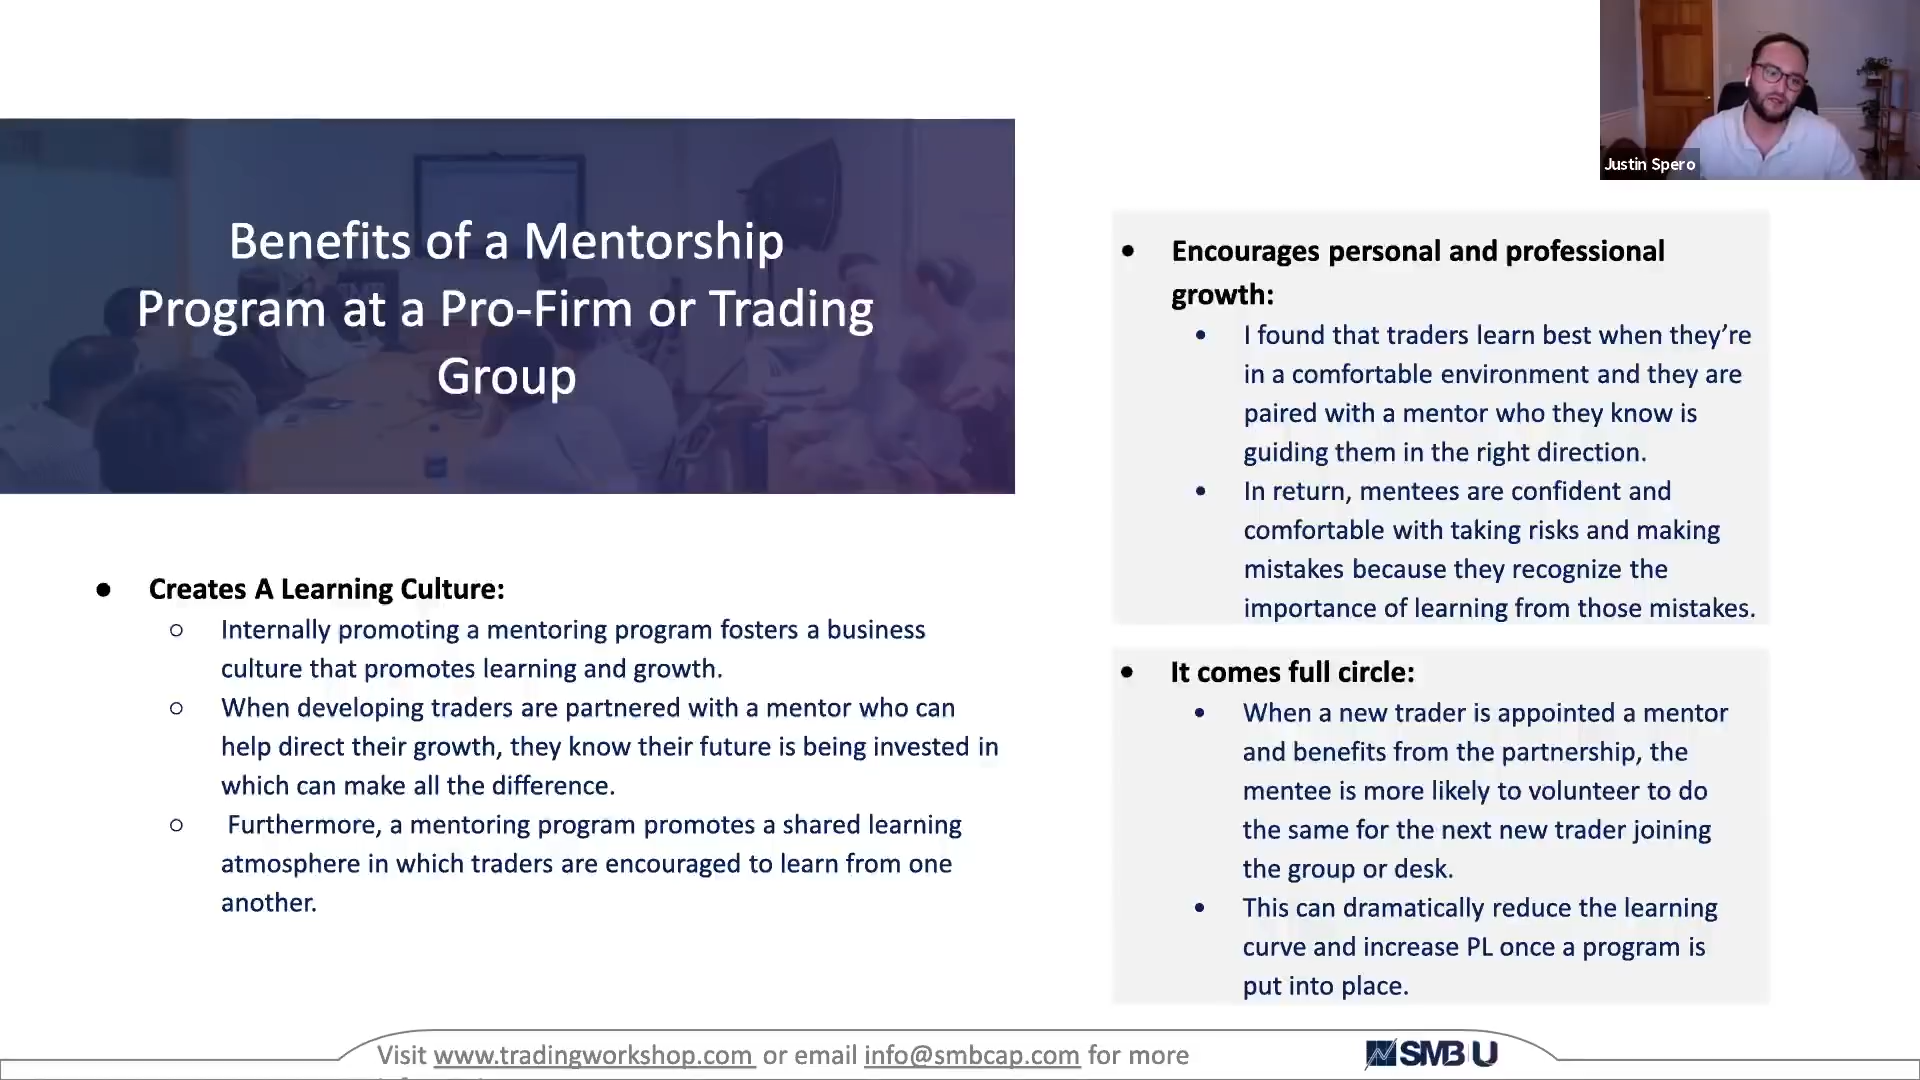 Justin Spero
Benefits of a Mentorship
Program at a Pro-Firm or Trading
Group
● Creates A Learning Culture:
○ Internally promoting a mentoring program fosters a business
culture that promotes learning and growth.
○ When developing traders are partnered with a mentor who can
help direct their growth, they know their future is being invested in
which can make all the difference.
○ Furthermore, a mentoring program promotes a shared learning
atmosphere in which traders are encouraged to learn from one
another.
● Encourages personal and professional
growth:
• I found that traders learn best when they’re
in a comfortable environment and they are
paired with a mentor who they know is
guiding them in the right direction.
• In return, mentees are confident and
comfortable with taking risks and making
mistakes because they recognize the
importance of learning from those mistakes.
● It comes full circle:
• When a new trader is appointed a mentor
and benefits from the partnership, the
mentee is more likely to volunteer to do
the same for the next new trader joining
the group or desk.
• This can dramatically reduce the learning
curve and increase PL once a program is
put into place.
Visit www.tradingworkshop.com or email info@smbcap.com for more
SMB U